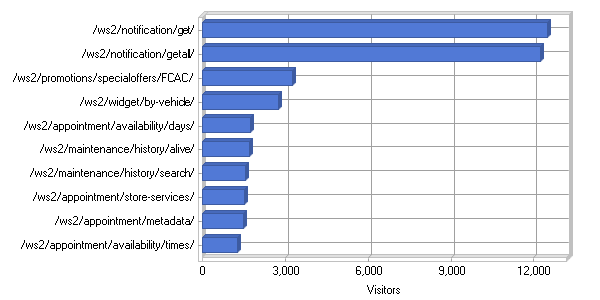 /ws2/notification/get/
/ws2/notification/getall/
/ws2/promotions/specialoffers/FCAC/
/ws2/widget/by-vehicle/
/ws2/appointment/availability/days/
/ws2/maintenance/history/alive/
/ws2/maintenance/history/search/
/ws2/appointment/store-services/
/ws2/appointment/metadata/
/ws2/appointment/availability/times/
0 3,000 6,000 9,000 12,000
Visitors